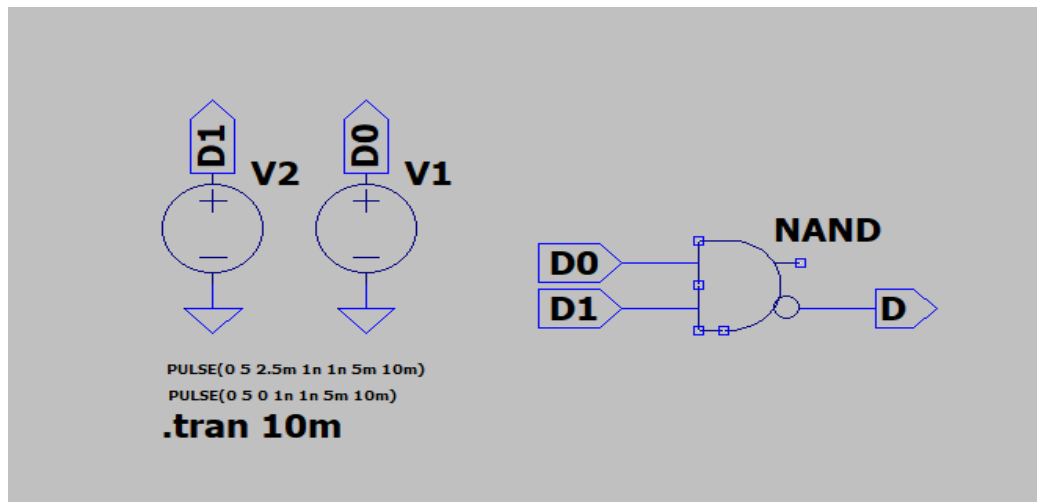 D1
V2
D0
V1
NAND
D0
D1
D
PULSE(0 5 2.5m 1n 1n 5m 10m)
PULSE(0 5 0 1n 1n 5m 10m)
.tran 10m